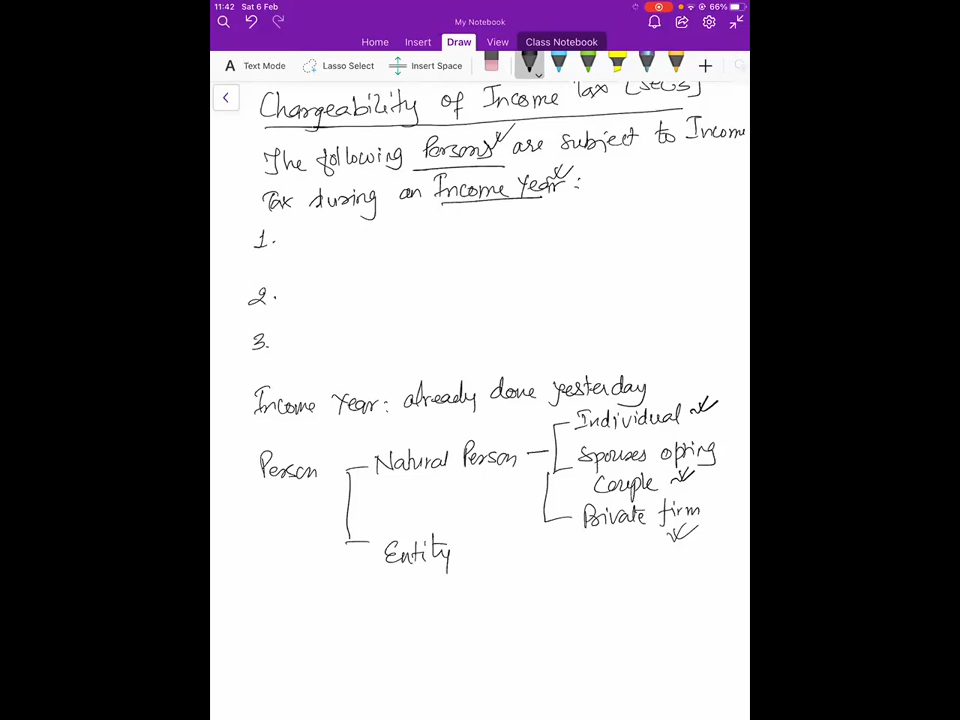 11:42 Sat 6 Feb
66%
My Notebook
Home Insert Draw View Class Notebook
A Text Mode Lasso Select Insert Space
Chargeability of Income Tax [Sec3]
The following Persons are subject to Income
Tax during an Income Year:
1.
2.
3.
Income Year: already done yesterday
Individual
Person Natural Person Spouses opting
Couple
Private firm
Entity